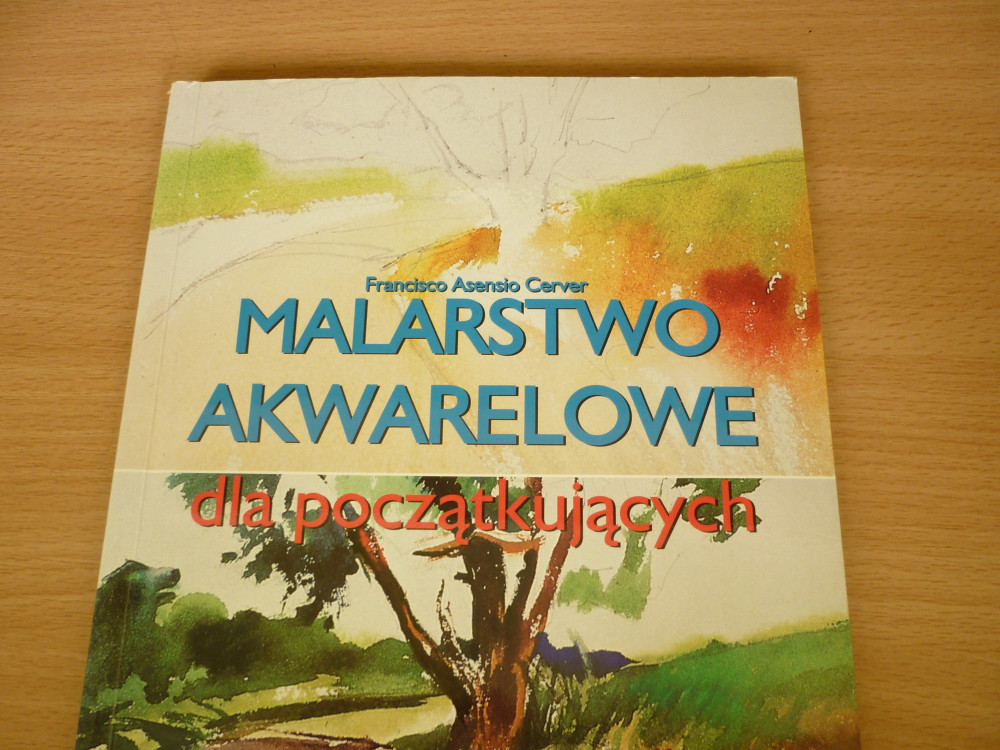 Francisco Asensio Cerver
MALARSTWO
AKWARELOWE
dla początkujących